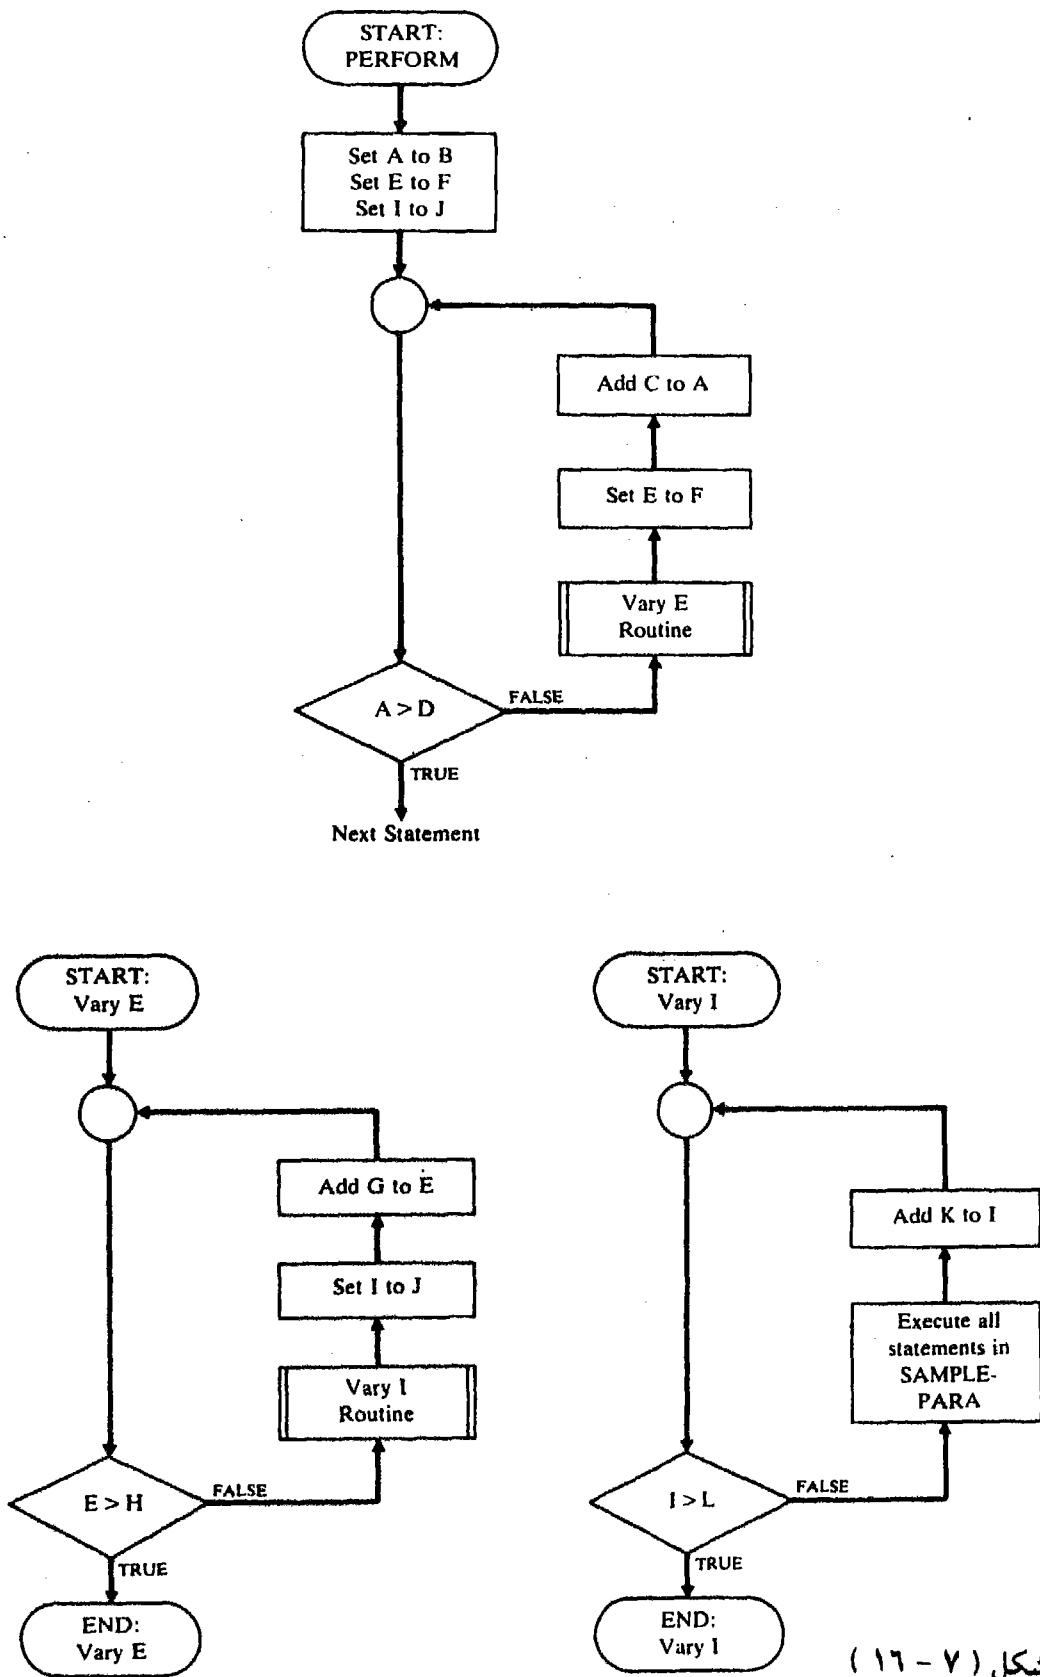 START:
PERFORM
Set A to B
Set E to F
Set I to J
Add C to A
Set E to F
Vary E
Routine
A > D
FALSE
TRUE
Next Statement
START:
Vary E
Add G to E
Set I to J
Vary I
Routine
E > H
FALSE
TRUE
END:
Vary E
START:
Vary I
Add K to I
Execute all
statements in
SAMPLE-
PARA
I > L
FALSE
TRUE
END:
Vary I
(٧ - ١٦)